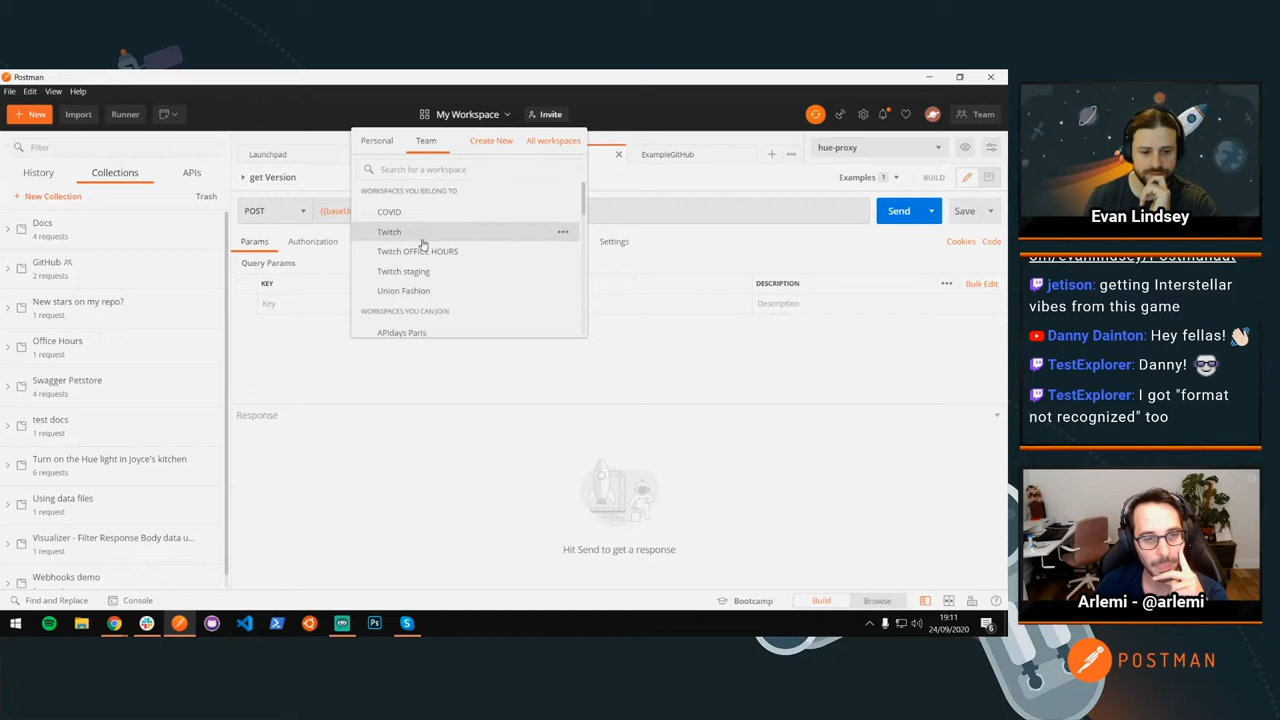 Postman
File Edit View Help
New Import Runner My Workspace Invite Team
Filter
History Collections APIs
New Collection Trash
Docs
4 requests
GitHub
2 requests
New stars on my repo?
1 request
Office Hours
1 request
Swagger Petstore
4 requests
test docs
1 request
Turn on the Hue light in Joyce's kitchen
6 requests
Using data files
1 request
Visualizer - Filter Response Body data u...
1 request
Webhooks demo
Find and Replace Console
Launchpad ExampleGitHub hue-proxy
get Version Examples 1 BUILD
POST Send Save
Params Authorization Settings Cookies Code
Query Params
KEY DESCRIPTION Bulk Edit
Key Description
Personal Team Create New All workspaces
Search for a workspace
WORKSPACES YOU BELONG TO
COVID
Twitch
Twitch OFFICE HOURS
Twitch staging
Union Fashion
WORKSPACES YOU CAN JOIN
APIdays Paris
Response
Hit Send to get a response
Bootcamp Build Browse
19:11
24/09/2020
6
Evan Lindsey
om/evanlindsey/Postmanaut
jetison: getting Interstellar
vibes from this game
Danny Dainton: Hey fellas!
TestExplorer: Danny!
TestExplorer: I got "format
not recognized" too
Arlemi - @arlemi
POSTMAN